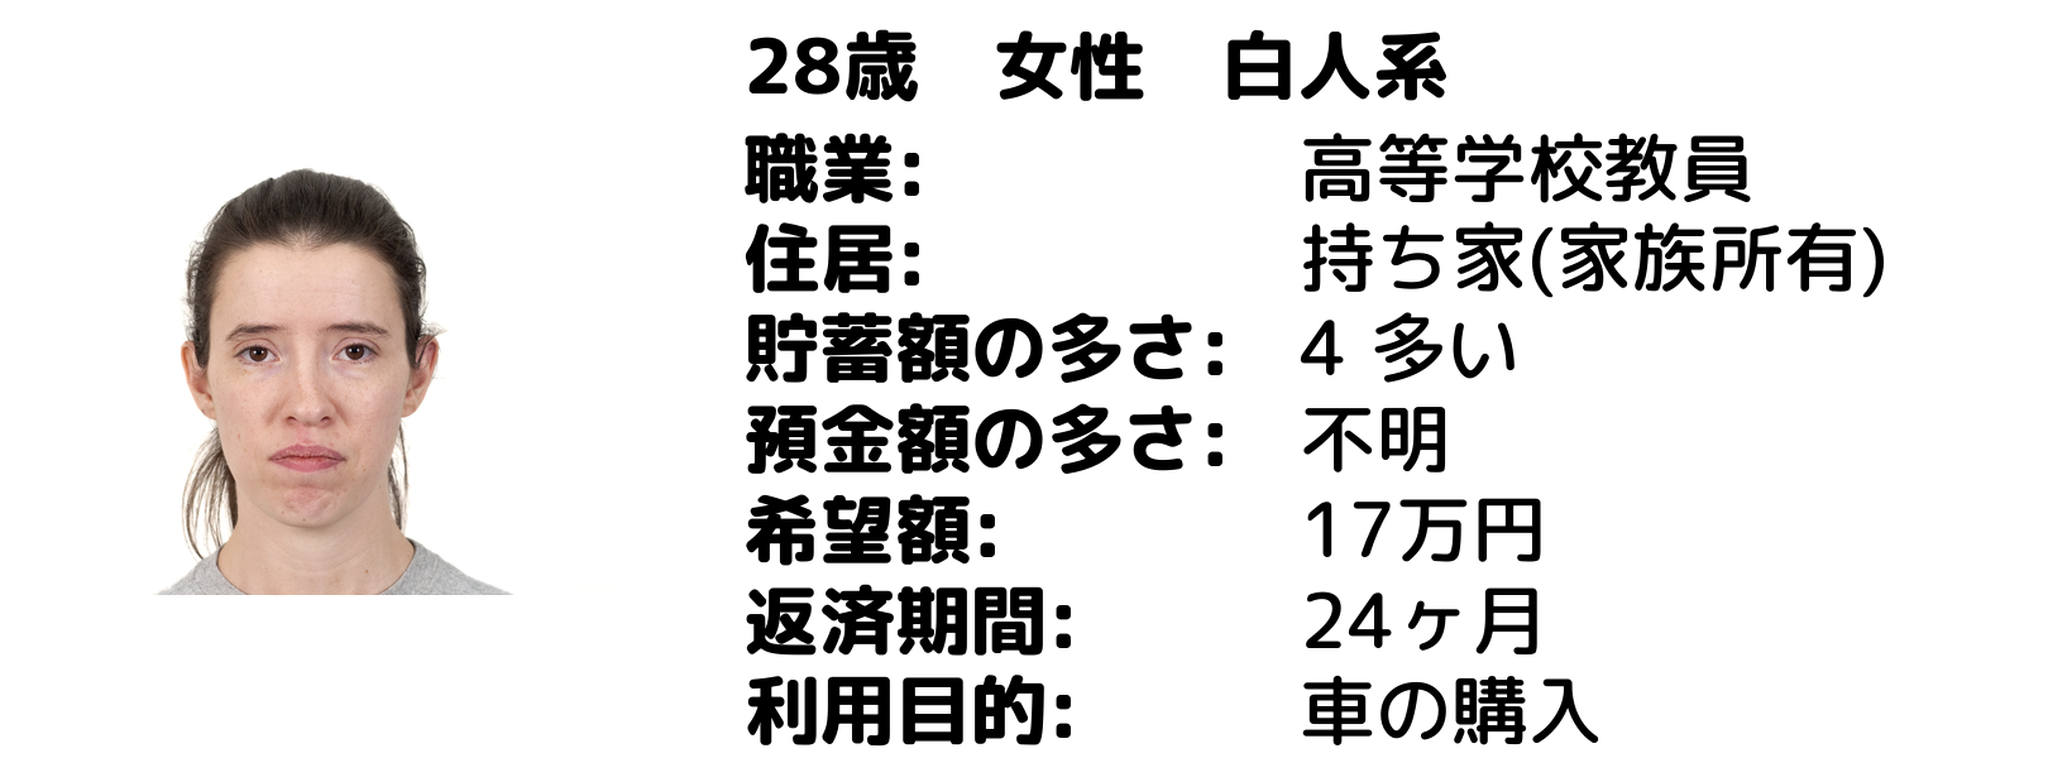 28歳　女性　白人系
職業: 高等学校教員
住居: 持ち家(家族所有)
貯蓄額の多さ: 4 多い
預金額の多さ: 不明
希望額: 17万円
返済期間: 24ヶ月
利用目的: 車の購入